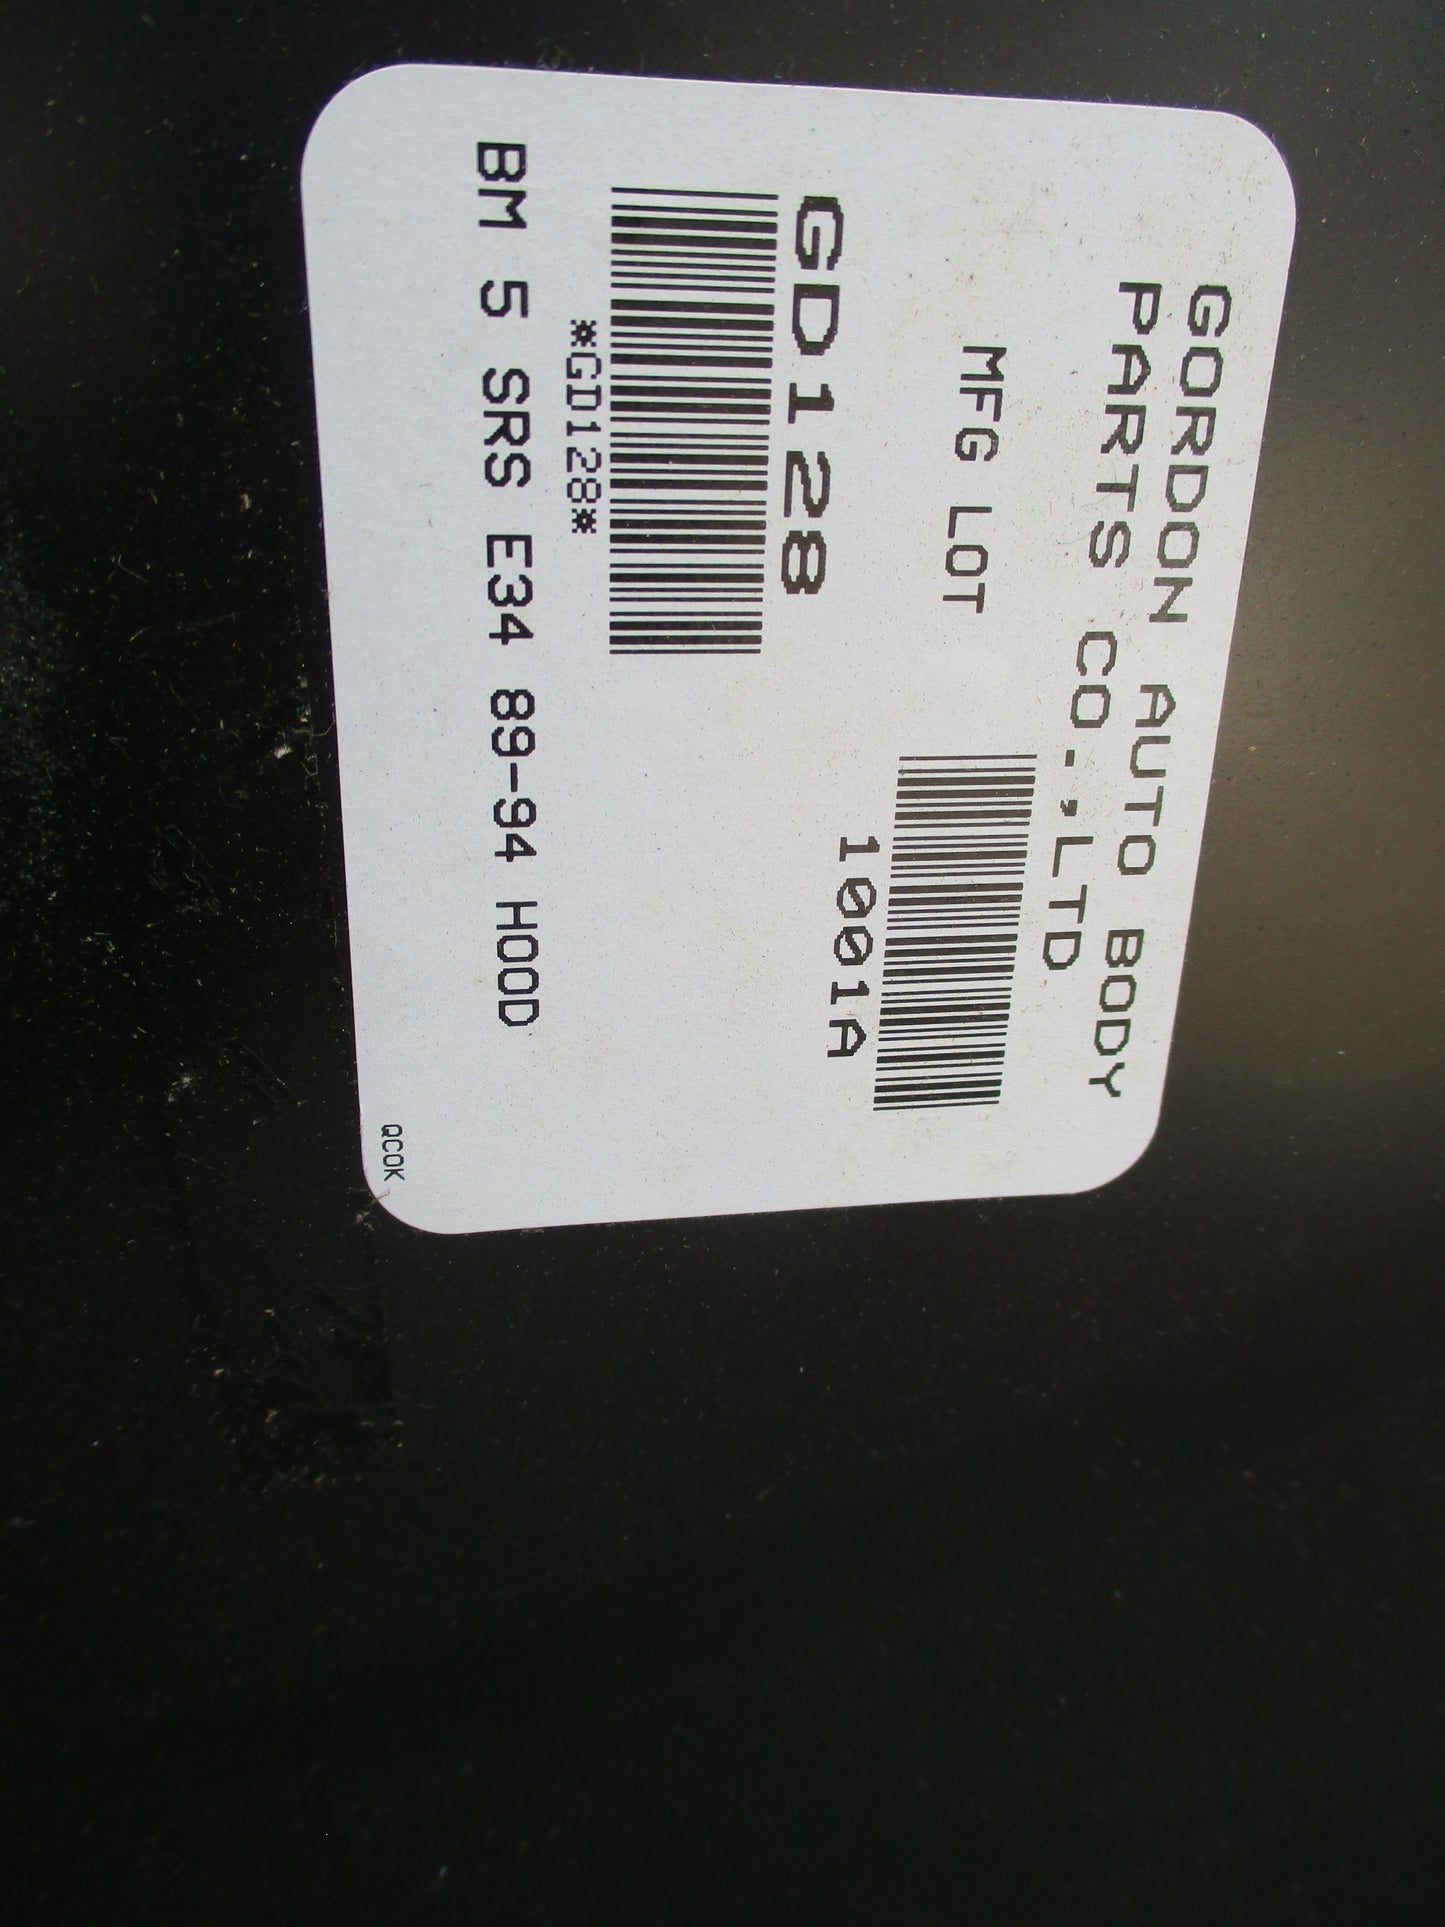 GORDON AUTO BODY
PARTS CO.,LTD
MFG LOT
1001A
GD128
*GD128*
BM 5 SRS E34 89-94 HOOD
QCOK